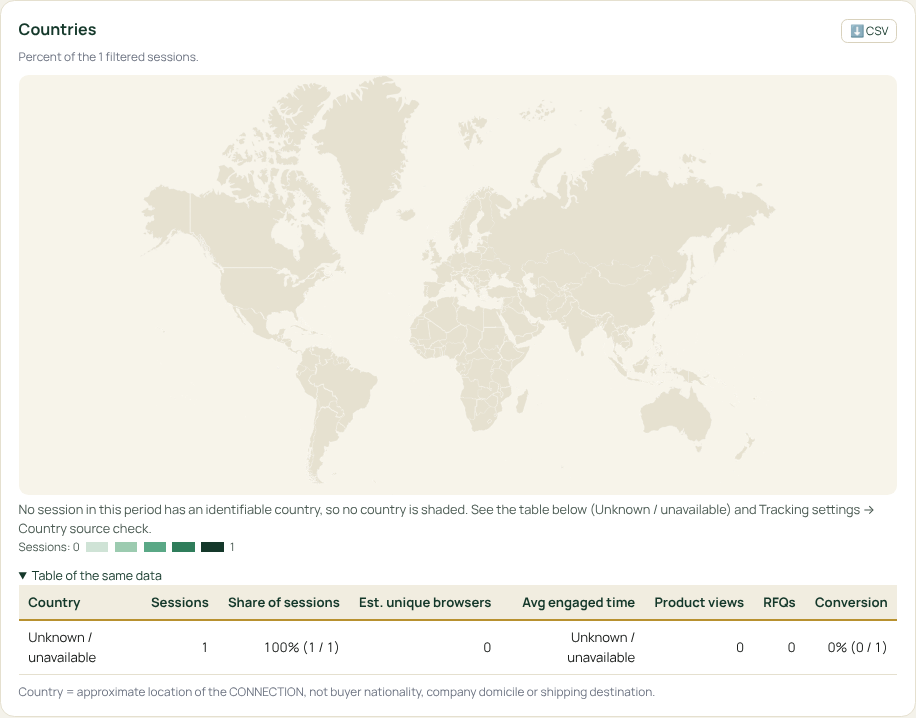 Countries
⬇️ CSV
Percent of the 1 filtered sessions.
No session in this period has an identifiable country, so no country is shaded. See the table below (Unknown / unavailable) and Tracking settings →
Country source check.
Sessions: 0 1
▼ Table of the same data
Country Sessions Share of sessions Est. unique browsers Avg engaged time Product views RFQs Conversion
Unknown / unavailable 1 100% (1 / 1) 0 Unknown / unavailable 0 0 0% (0 / 1)
Country = approximate location of the CONNECTION, not buyer nationality, company domicile or shipping destination.